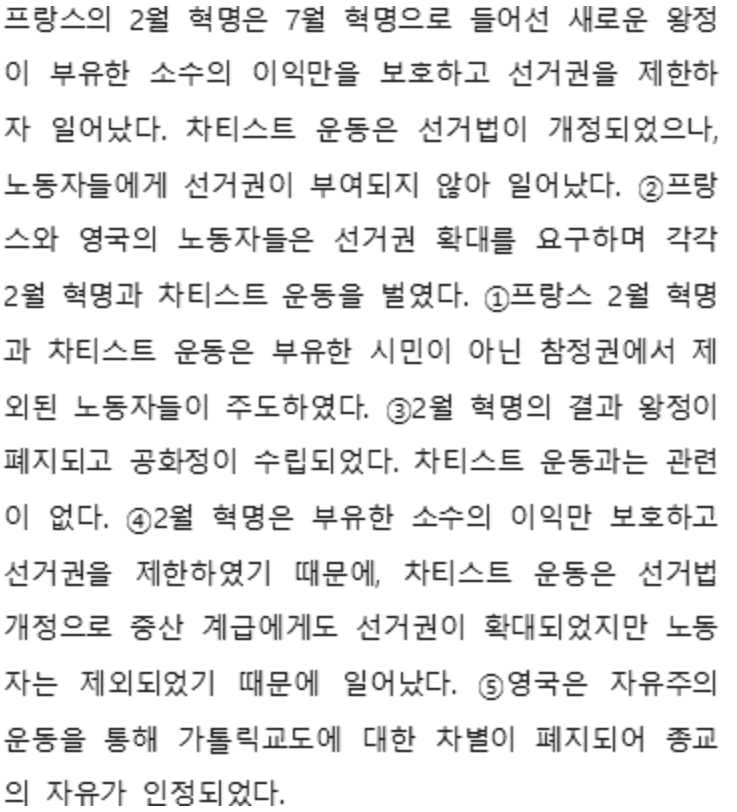 프랑스의 2월 혁명은 7월 혁명으로 들어선 새로운 왕정
이 부유한 소수의 이익만을 보호하고 선거권을 제한하
자 일어났다. 차티스트 운동은 선거법이 개정되었으나,
노동자들에게 선거권이 부여되지 않아 일어났다. ②프랑
스와 영국의 노동자들은 선거권 확대를 요구하며 각각
2월 혁명과 차티스트 운동을 벌였다. ①프랑스 2월 혁명
과 차티스트 운동은 부유한 시민이 아닌 참정권에서 제
외된 노동자들이 주도하였다. ③2월 혁명의 결과 왕정이
폐지되고 공화정이 수립되었다. 차티스트 운동과는 관련
이 없다. ④2월 혁명은 부유한 소수의 이익만 보호하고
선거권을 제한하였기 때문에, 차티스트 운동은 선거법
개정으로 중산 계급에게도 선거권이 확대되었지만 노동
자는 제외되었기 때문에 일어났다. ⑤영국은 자유주의
운동을 통해 가톨릭교도에 대한 차별이 폐지되어 종교
의 자유가 인정되었다.